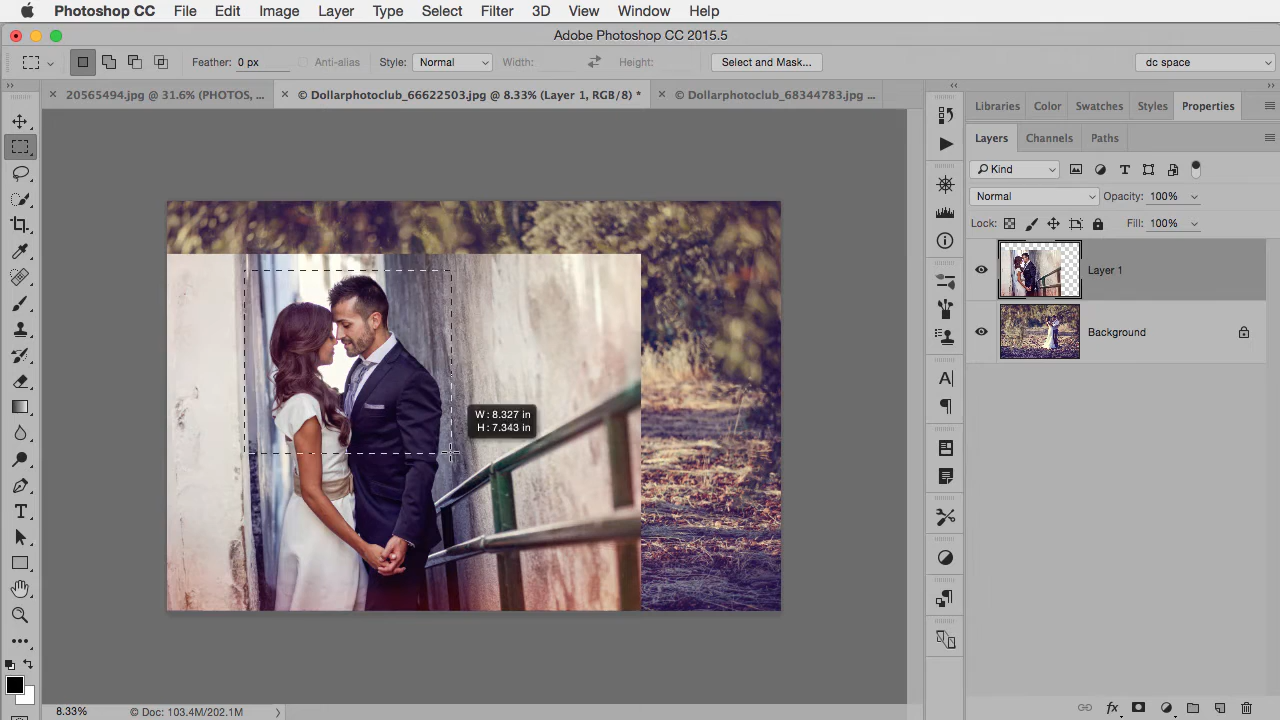 Photoshop CC File Edit Image Layer Type Select Filter 3D View Window Help
Adobe Photoshop CC 2015.5
Feather: 0 px Anti-alias Style: Normal Width: Height: Select and Mask... dc space
20565494.jpg @ 31.6% (PHOTOS, ... © Dollarphotoclub_66622593.jpg @ 8.33% (Layer 1, RGB/8) * © Dollarphotoclub_68344783.jpg ...
Libraries Color Swatches Styles Properties
Layers Channels Paths
Kind
Normal Opacity: 100%
Lock: Fill: 100%
Layer 1
Background
W: 8.327 in
H: 7.343 in
8.33% © Doc: 103.4M/202.1M